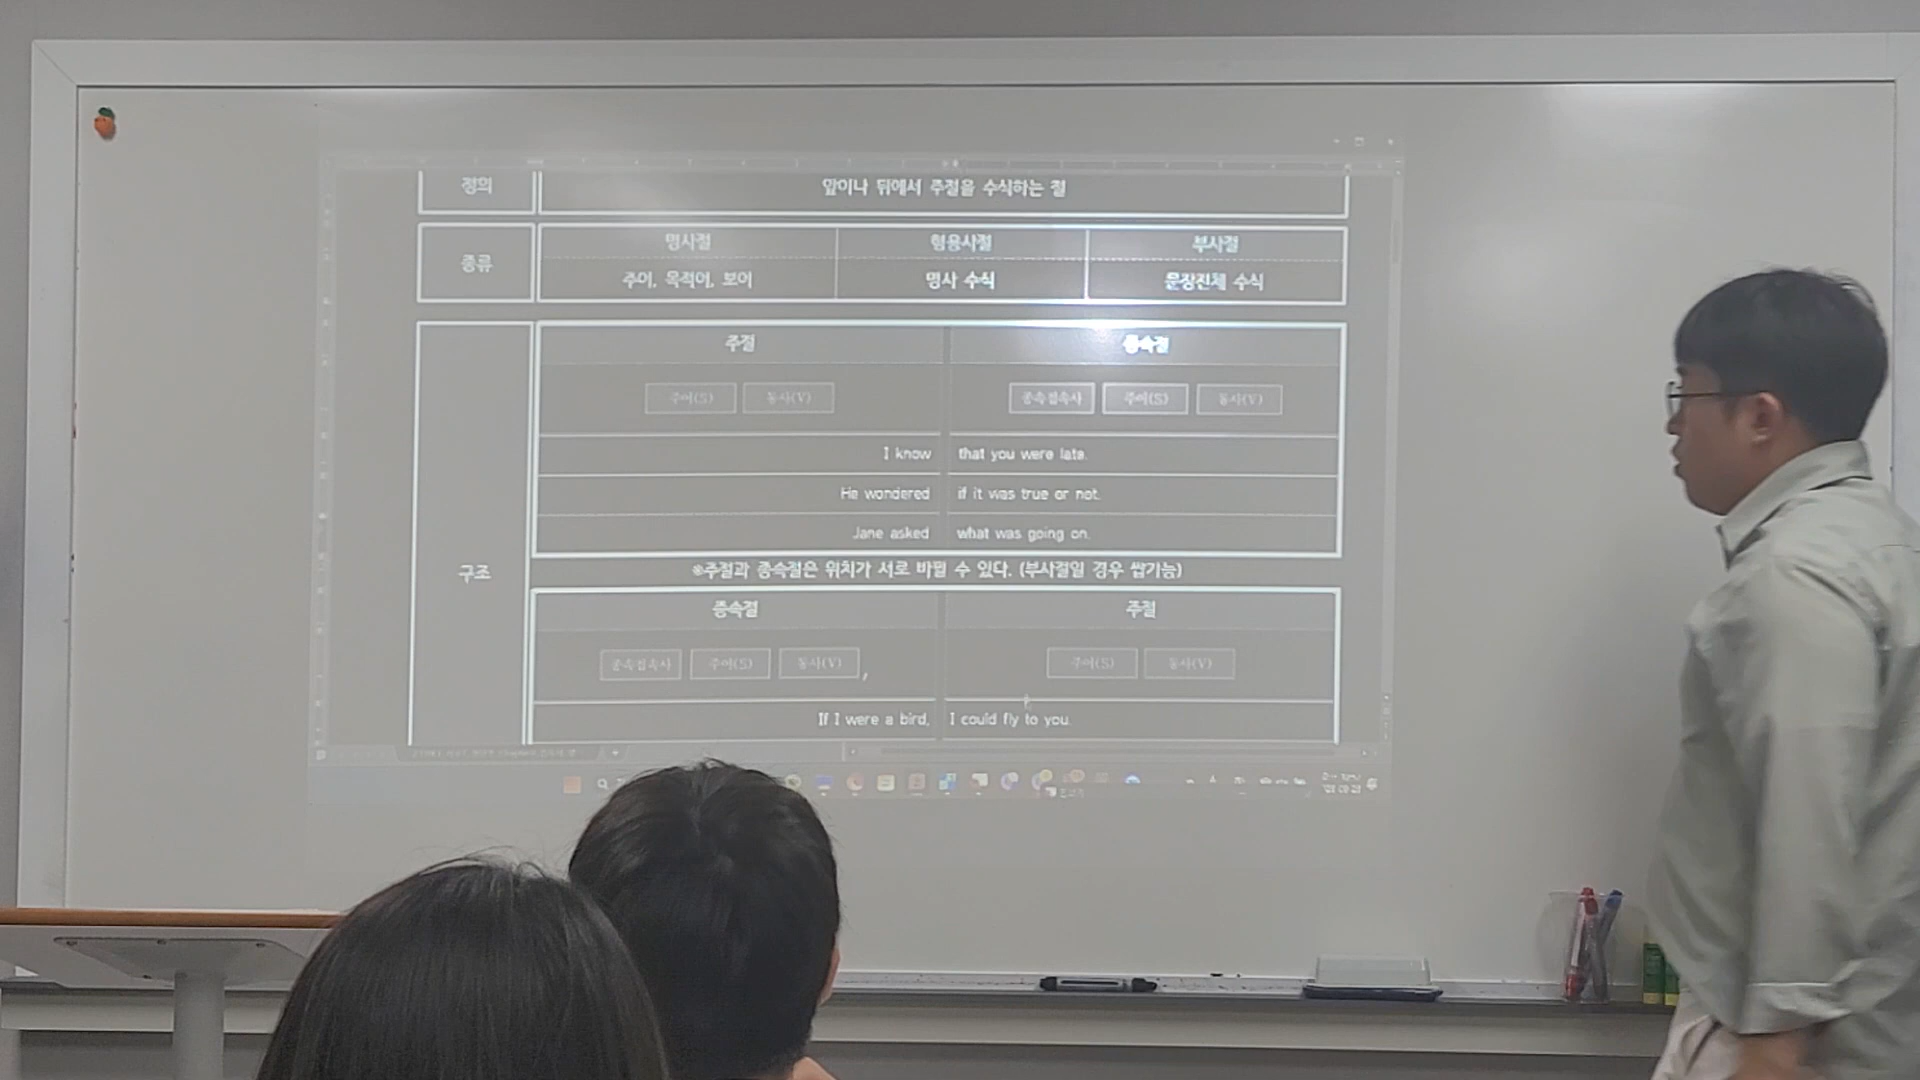 정의 앞이나 뒤에서 주절을 수식하는 절
종류
명사절 형용사절 부사절
주어, 목적어, 보어 명사 수식 문장전체 수식
구조
주절 종속절
주어(S) 동사(V) 종속접속사 주어(S) 동사(V)
I know that you were late.
He wondered if it was true or not.
Jane asked what was going on.
※주절과 종속절은 위치가 서로 바뀔 수 있다. (부사절일 경우 쌉가능)
종속절 주절
종속접속사 주어(S) 동사(V) , 주어(S) 동사(V)
If I were a bird, I could fly to you.